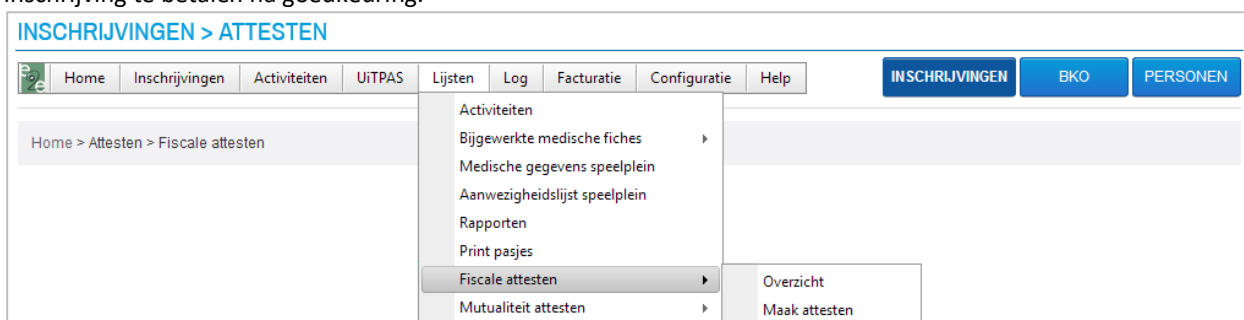 inschrijving te betalen na goedkeuring.
INSCHRIJVINGEN > ATTESTEN
e2e Home Inschrijvingen Activiteiten UiTPAS Lijsten Log Facturatie Configuratie Help INSCHRIJVINGEN BKO PERSONEN
Activiteiten
Home > Attesten > Fiscale attesten Bijgewerkte medische fiches
Medische gegevens speelplein
Aanwezigheidslijst speelplein
Rapporten
Print pasjes
Fiscale attesten Overzicht
Mutualiteit attesten Maak attesten